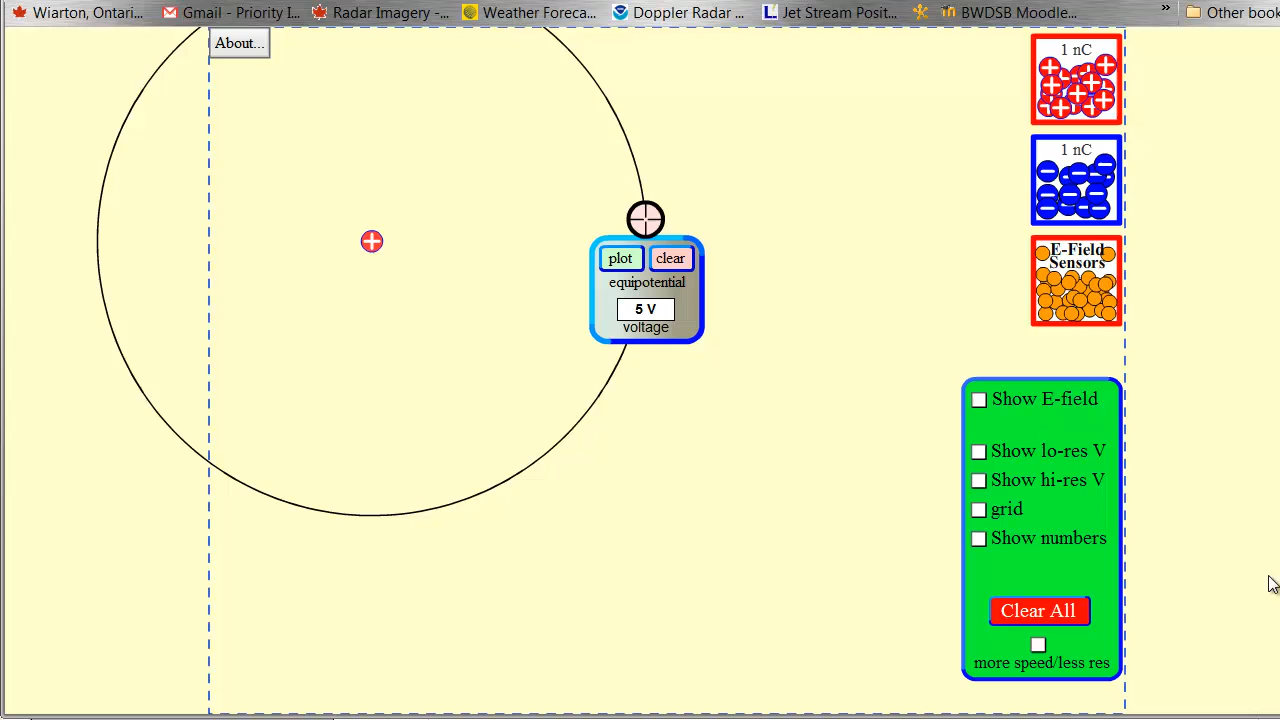 Wiarton, Ontari... Gmail - Priority I... Radar Imagery -... Weather Foreca... Doppler Radar ... Jet Stream Posit... BWDSB Moodle... » Other book
About...
1 nC
1 nC
E-Field
Sensors
plot clear
equipotential
5 V
voltage
Show E-field
Show lo-res V
Show hi-res V
grid
Show numbers
Clear All
more speed/less res